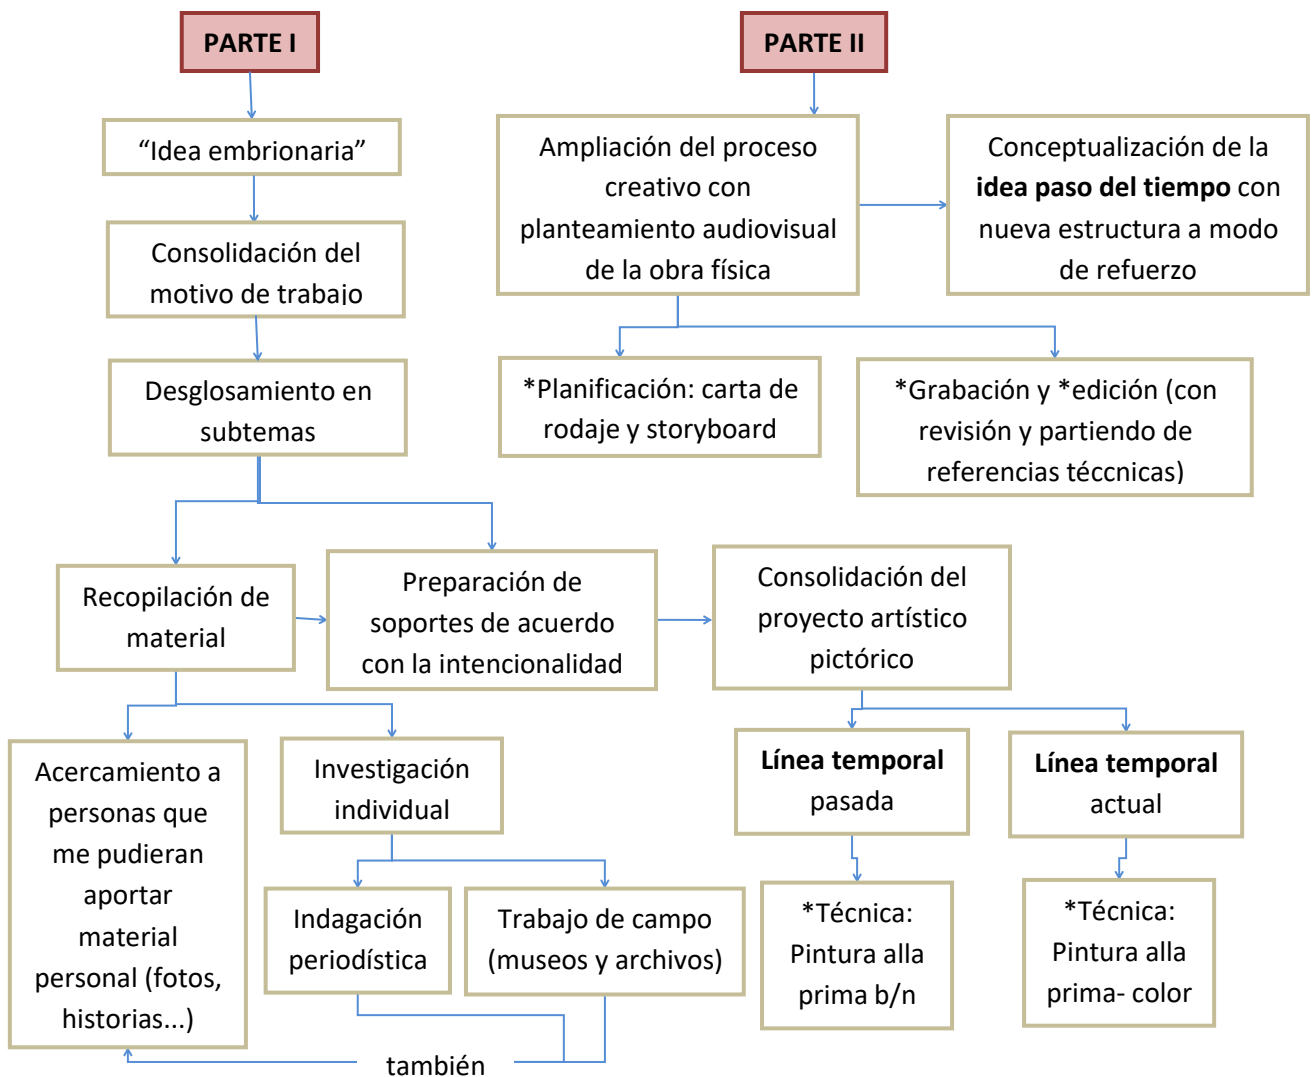 PARTE I
“Idea embrionaria”
Consolidación del
motivo de trabajo
Desglosamiento en
subtemas
Recopilación de
material
Preparación de
soportes de acuerdo
con la intencionalidad
Consolidación del
proyecto artístico
pictórico
Acercamiento a
personas que
me pudieran
aportar
material
personal (fotos,
historias...)
Investigación
individual
Indagación
periodística
Trabajo de campo
(museos y archivos)
también
Línea temporal
pasada
*Técnica:
Pintura alla
prima b/n
Línea temporal
actual
*Técnica:
Pintura alla
prima- color
PARTE II
Ampliación del proceso
creativo con
planteamiento audiovisual
de la obra física
Conceptualización de la
idea paso del tiempo con
nueva estructura a modo
de refuerzo
*Planificación: carta de
rodaje y storyboard
*Grabación y *edición (con
revisión y partiendo de
referencias téccnicas)